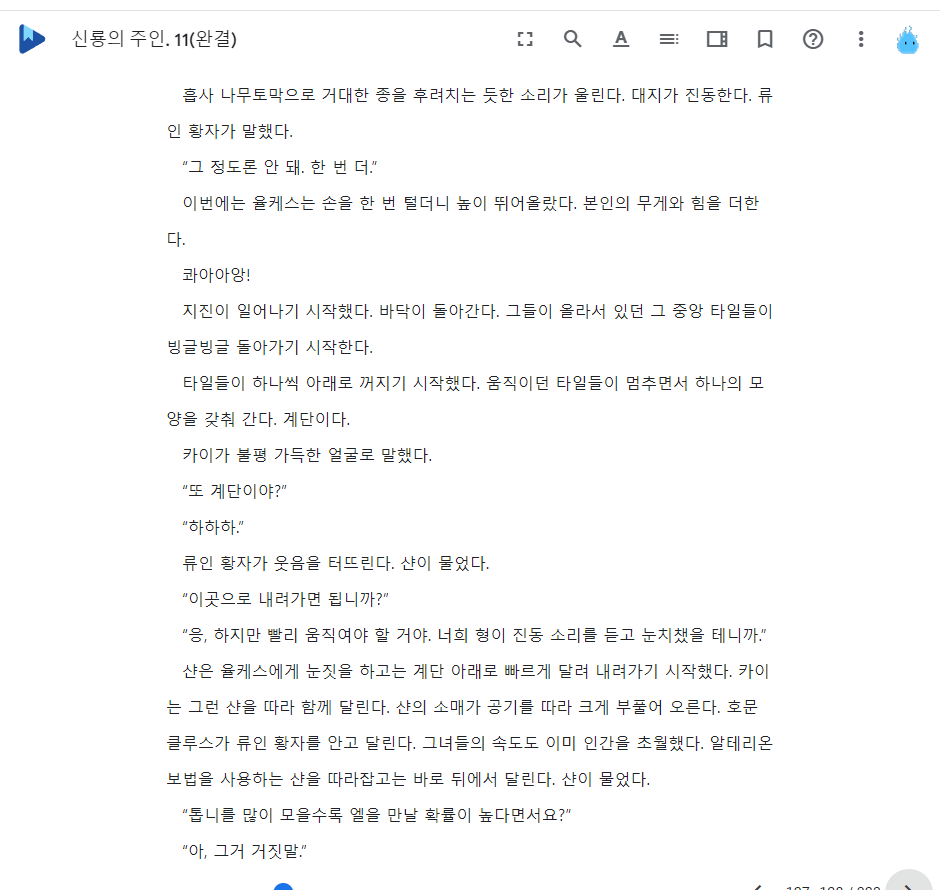 신룡의 주인. 11(완결)
흡사 나무토막으로 거대한 종을 후려치는 듯한 소리가 울린다. 대지가 진동한다. 류
인 황자가 말했다.
“그 정도론 안 돼. 한 번 더.”
이번에는 율케스는 손을 한 번 털더니 높이 뛰어올랐다. 본인의 무게와 힘을 더한
다.
콰아아앙!
지진이 일어나기 시작했다. 바닥이 돌아간다. 그들이 올라서 있던 그 중앙 타일들이
빙글빙글 돌아가기 시작한다.
타일들이 하나씩 아래로 꺼지기 시작했다. 움직이던 타일들이 멈추면서 하나의 모
양을 갖춰 간다. 계단이다.
카이가 불평 가득한 얼굴로 말했다.
“또 계단이야?”
“하하하.”
류인 황자가 웃음을 터뜨린다. 샨이 물었다.
“이곳으로 내려가면 됩니까?”
“응, 하지만 빨리 움직여야 할 거야. 너희 형이 진동 소리를 듣고 눈치챘을 테니까.”
샨은 율케스에게 눈짓을 하고는 계단 아래로 빠르게 달려 내려가기 시작했다. 카이
는 그런 샨을 따라 함께 달린다. 샨의 소매가 공기를 따라 크게 부풀어 오른다. 호문
클루스가 류인 황자를 안고 달린다. 그녀들의 속도도 이미 인간을 초월했다. 알테리온
보법을 사용하는 샨을 따라잡고는 바로 뒤에서 달린다. 샨이 물었다.
“톱니를 많이 모을수록 엘을 만날 확률이 높다면서요?”
“아, 그거 거짓말.”